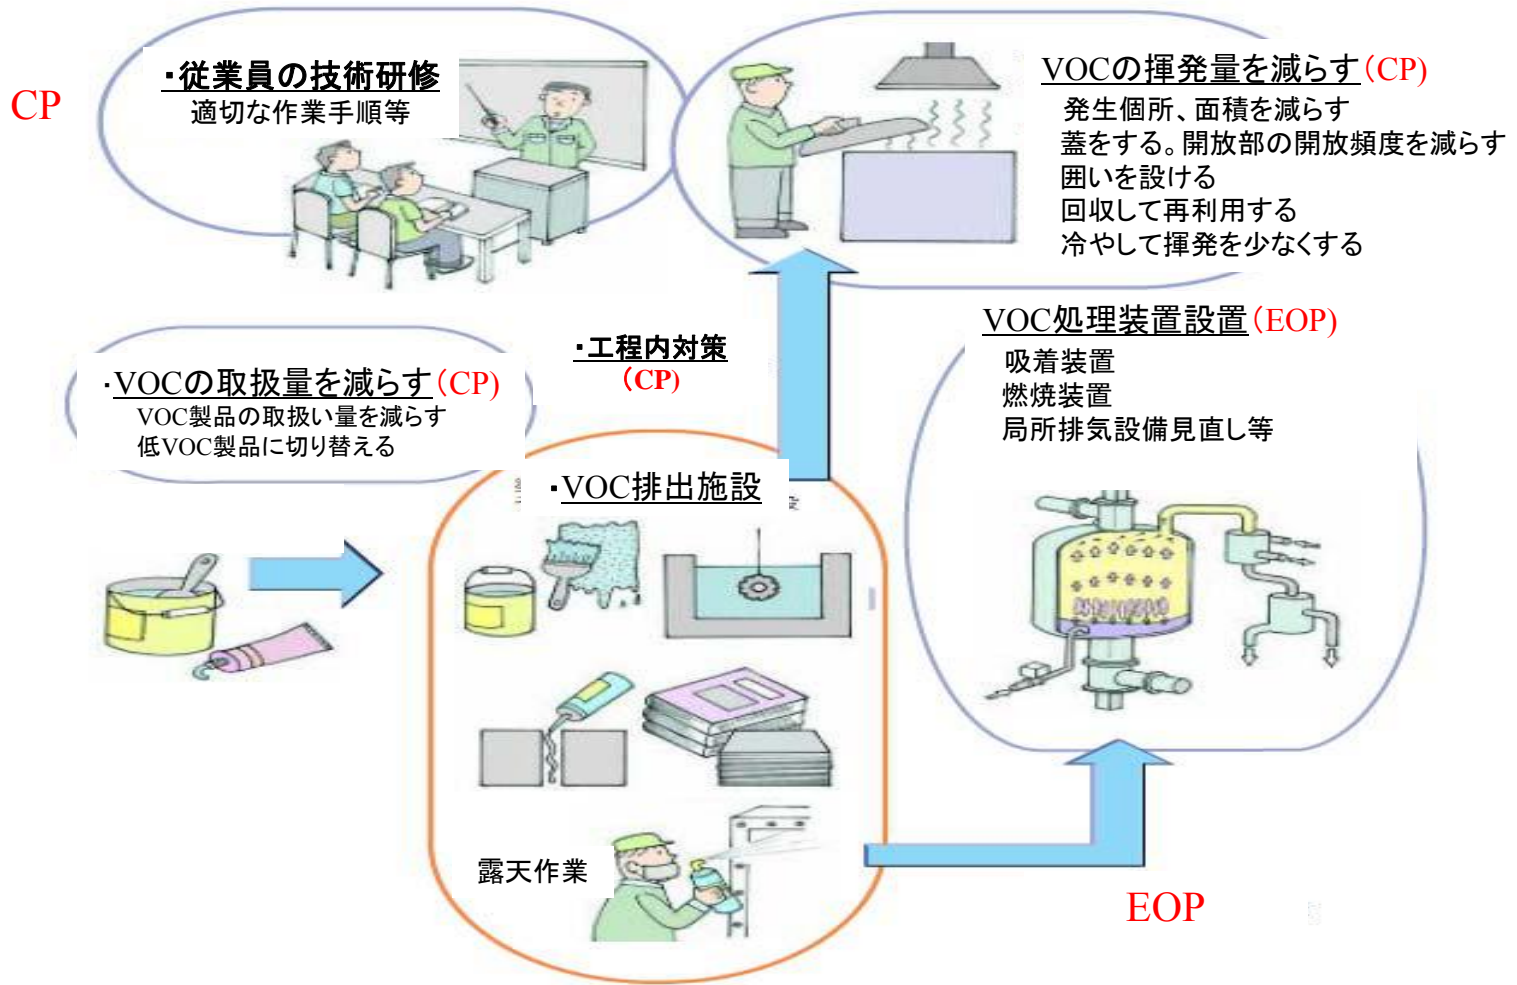 CP
・従業員の技術研修
適切な作業手順等
VOCの揮発量を減らす(CP)
発生個所、面積を減らす
蓋をする。開放部の開放頻度を減らす
囲いを設ける
回収して再利用する
冷やして揮発を少なくする
・工程内対策
(CP)
・VOCの取扱量を減らす(CP)
VOC製品の取扱い量を減らす
低VOC製品に切り替える
VOC処理装置設置(EOP)
吸着装置
燃焼装置
局所排気設備見直し等
・VOC排出施設
露天作業
EOP